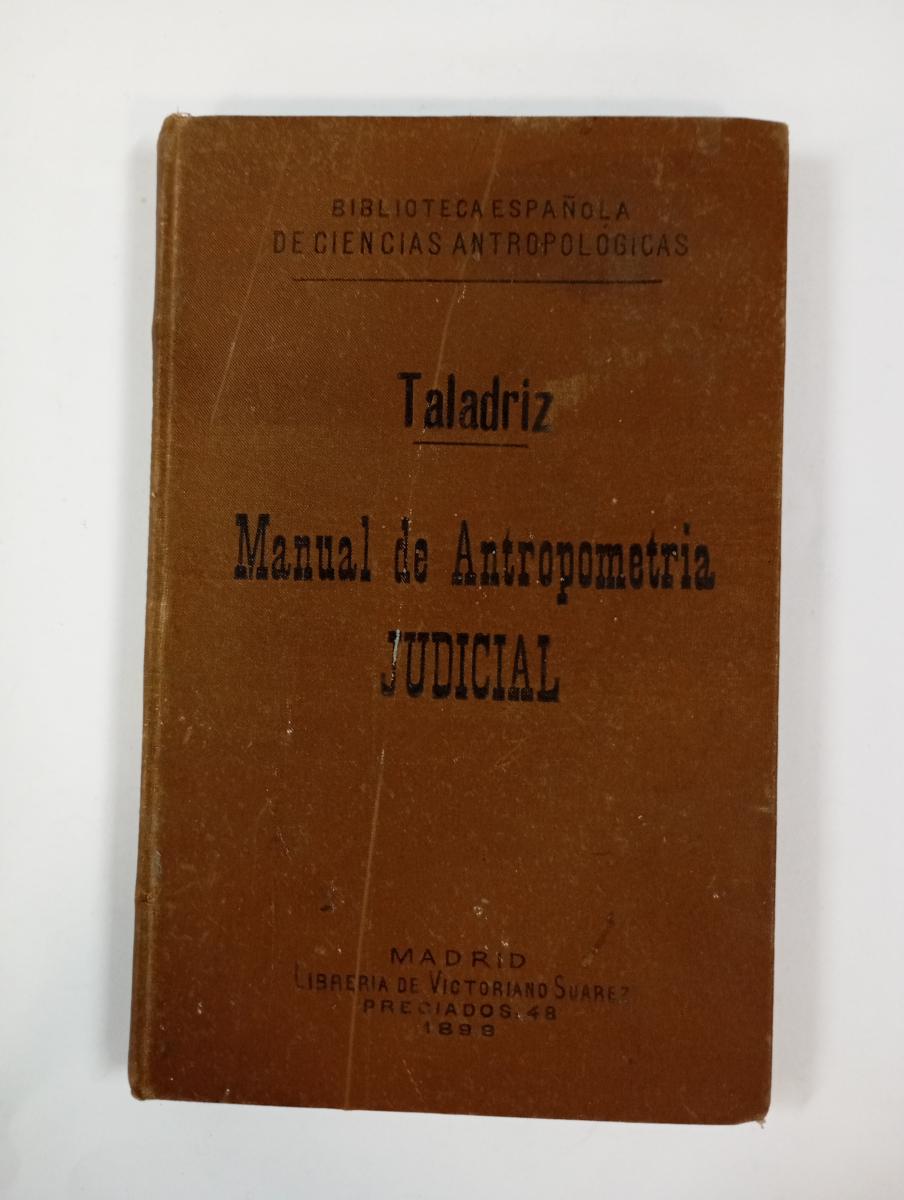 BIBLIOTECA ESPAÑOLA
DE CIENCIAS ANTROPOLÓGICAS
Taladriz
Manual de Antropometria
JUDICIAL
MADRID
LIBRERIA DE VICTORIANO SUAREZ
PRECIADOS, 48
1899